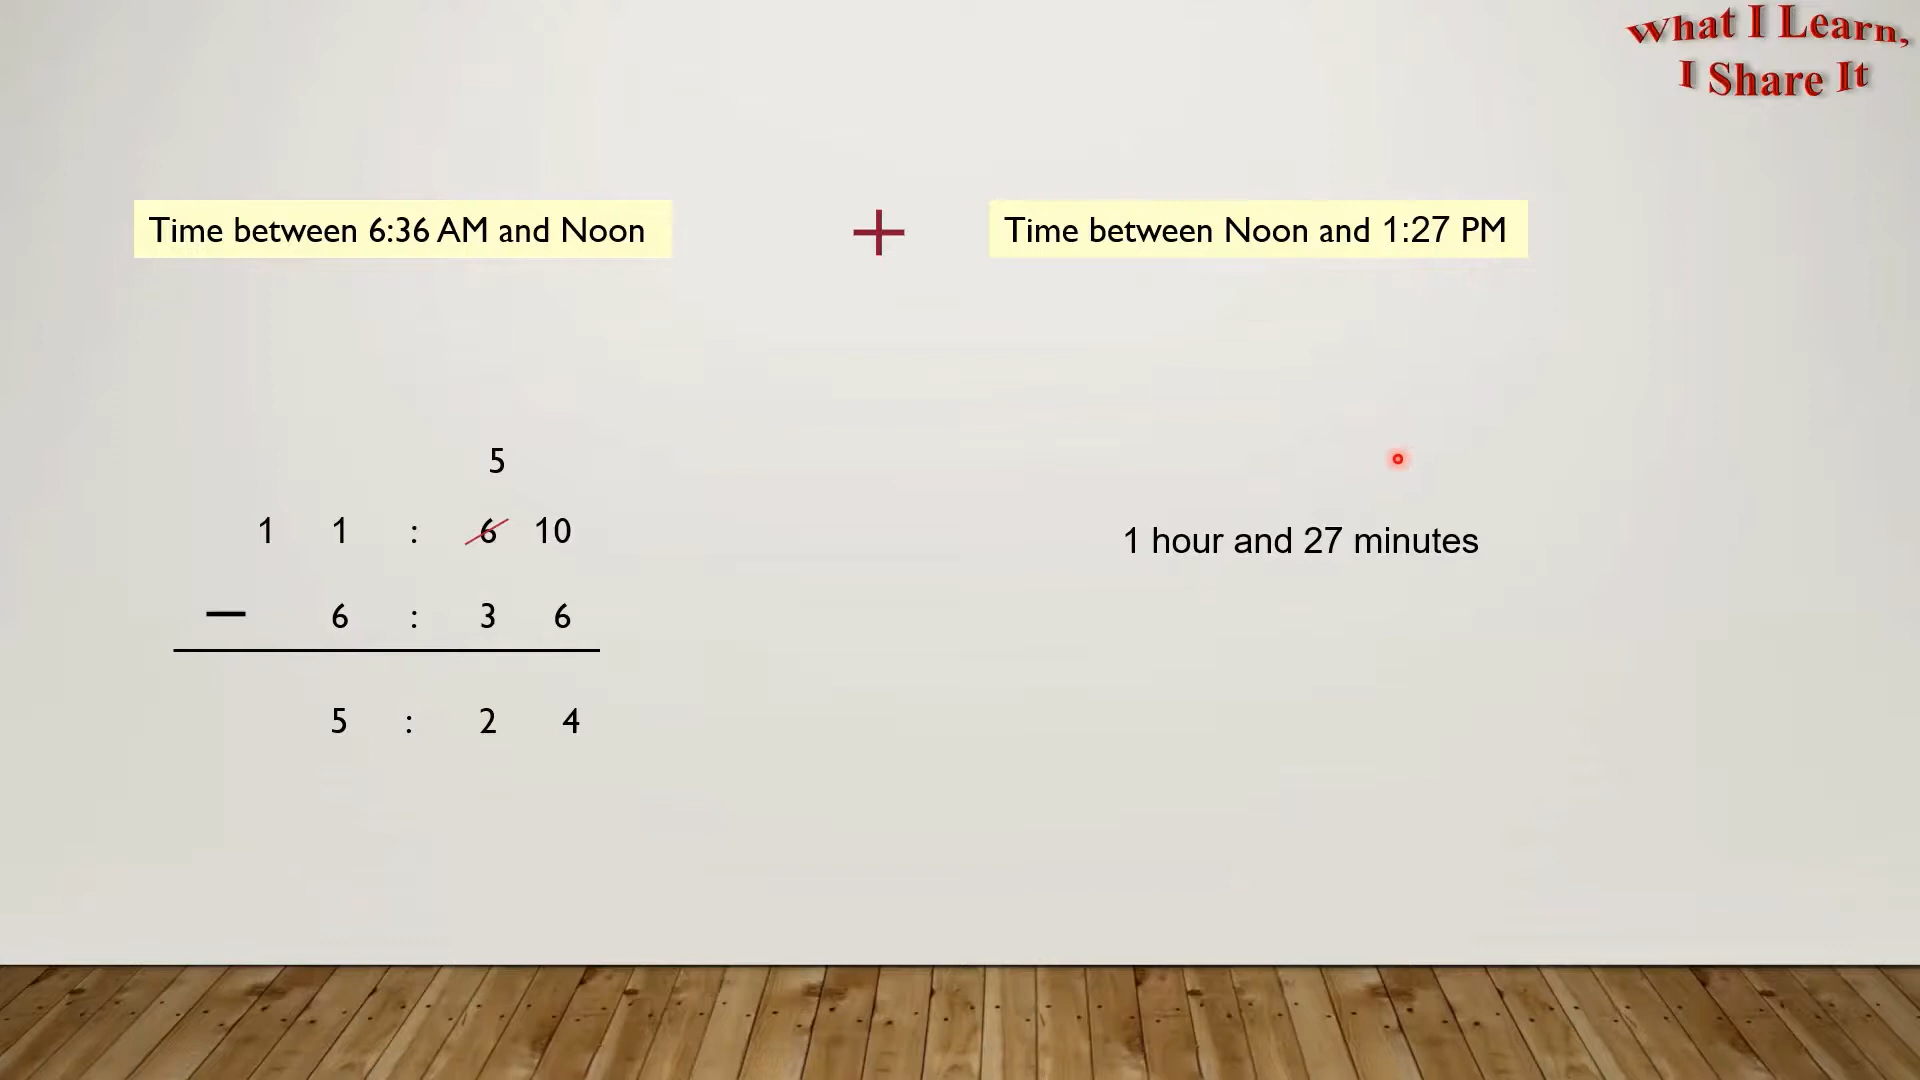 What I Learn,
I Share It
Time between 6:36 AM and Noon + Time between Noon and 1:27 PM
5
1 1 : 6 10
1 hour and 27 minutes
— 6 : 3 6
5 : 2 4